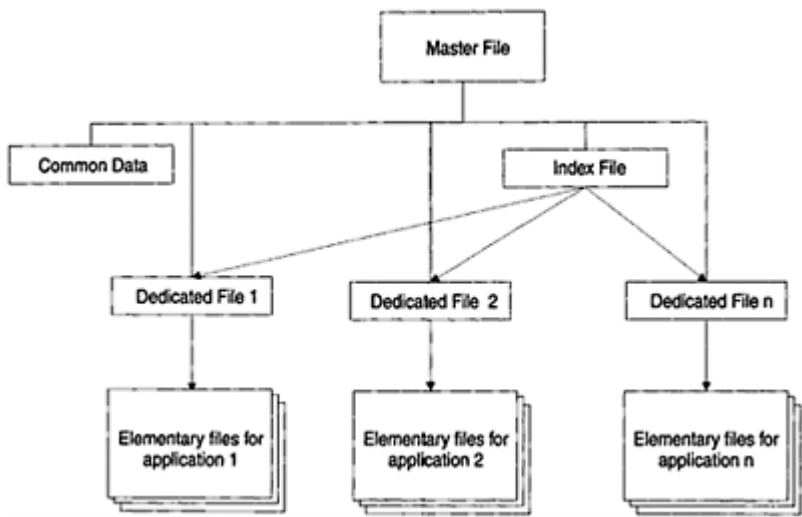 Master File
Common Data
Index File
Dedicated File 1
Dedicated File 2
Dedicated File n
Elementary files for
application 1
Elementary files for
application 2
Elementary files for
application n